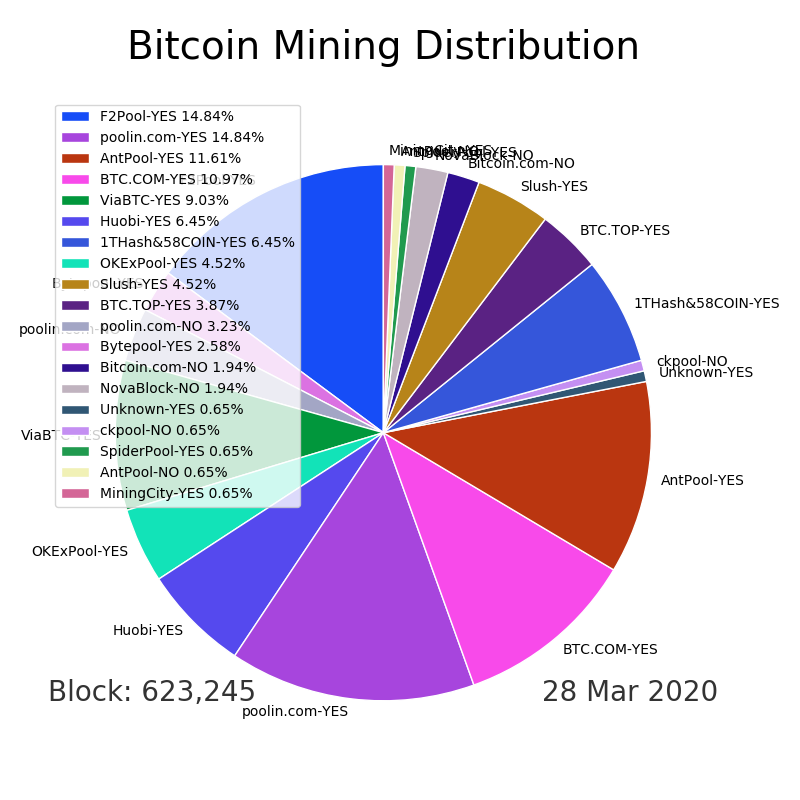 Bitcoin Mining Distribution
F2Pool-YES 14.84%
poolin.com-YES 14.84%
AntPool-YES 11.61%
BTC.COM-YES 10.97%
ViaBTC-YES 9.03%
Huobi-YES 6.45%
1THash&58COIN-YES 6.45%
OKExPool-YES 4.52%
Slush-YES 4.52%
BTC.TOP-YES 3.87%
poolin.com-NO 3.23%
Bytepool-YES 2.58%
Bitcoin.com-NO 1.94%
NovaBlock-NO 1.94%
Unknown-YES 0.65%
ckpool-NO 0.65%
SpiderPool-YES 0.65%
AntPool-NO 0.65%
MiningCity-YES 0.65%
MiningCity-YES
NovaBlock-NO
Bitcoin.com-NO
Slush-YES
BTC.TOP-YES
1THash&58COIN-YES
ckpool-NO
Unknown-YES
AntPool-YES
BTC.COM-YES
poolin.com-YES
Huobi-YES
OKExPool-YES
ViaBTC-YES
poolin.com-NO
Block: 623,245
28 Mar 2020